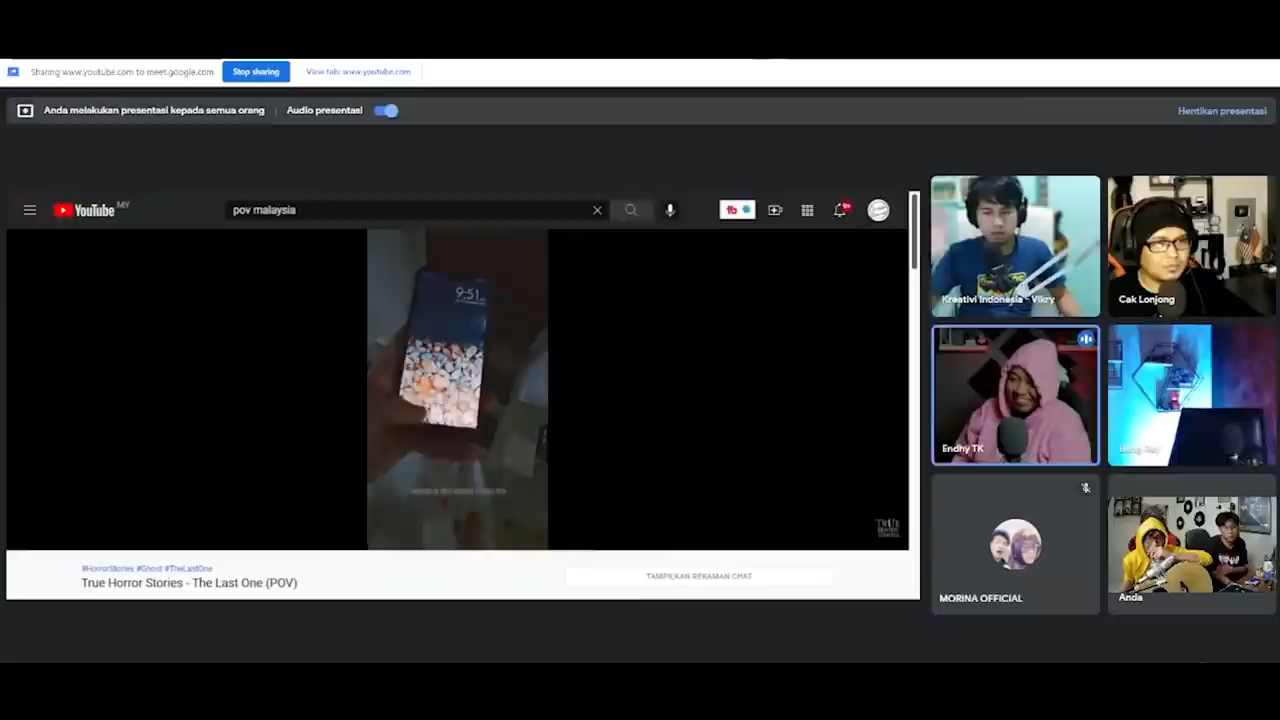 Sharing www.youtube.com to meet.google.com
Stop sharing
View tab: www.youtube.com
Anda melakukan presentasi kepada semua orang
Audio presentasi
Hentikan presentasi
YouTube MY
pov malaysia
9+
9:51
TRUE
#HorrorStories #Ghost #TheLastOne
True Horror Stories - The Last One (POV)
TAMPILKAN REKAMAN CHAT
Kreativi Indonesia - Vikry
Cak Lonjong
Endhy TK
MORINA OFFICIAL
Anda